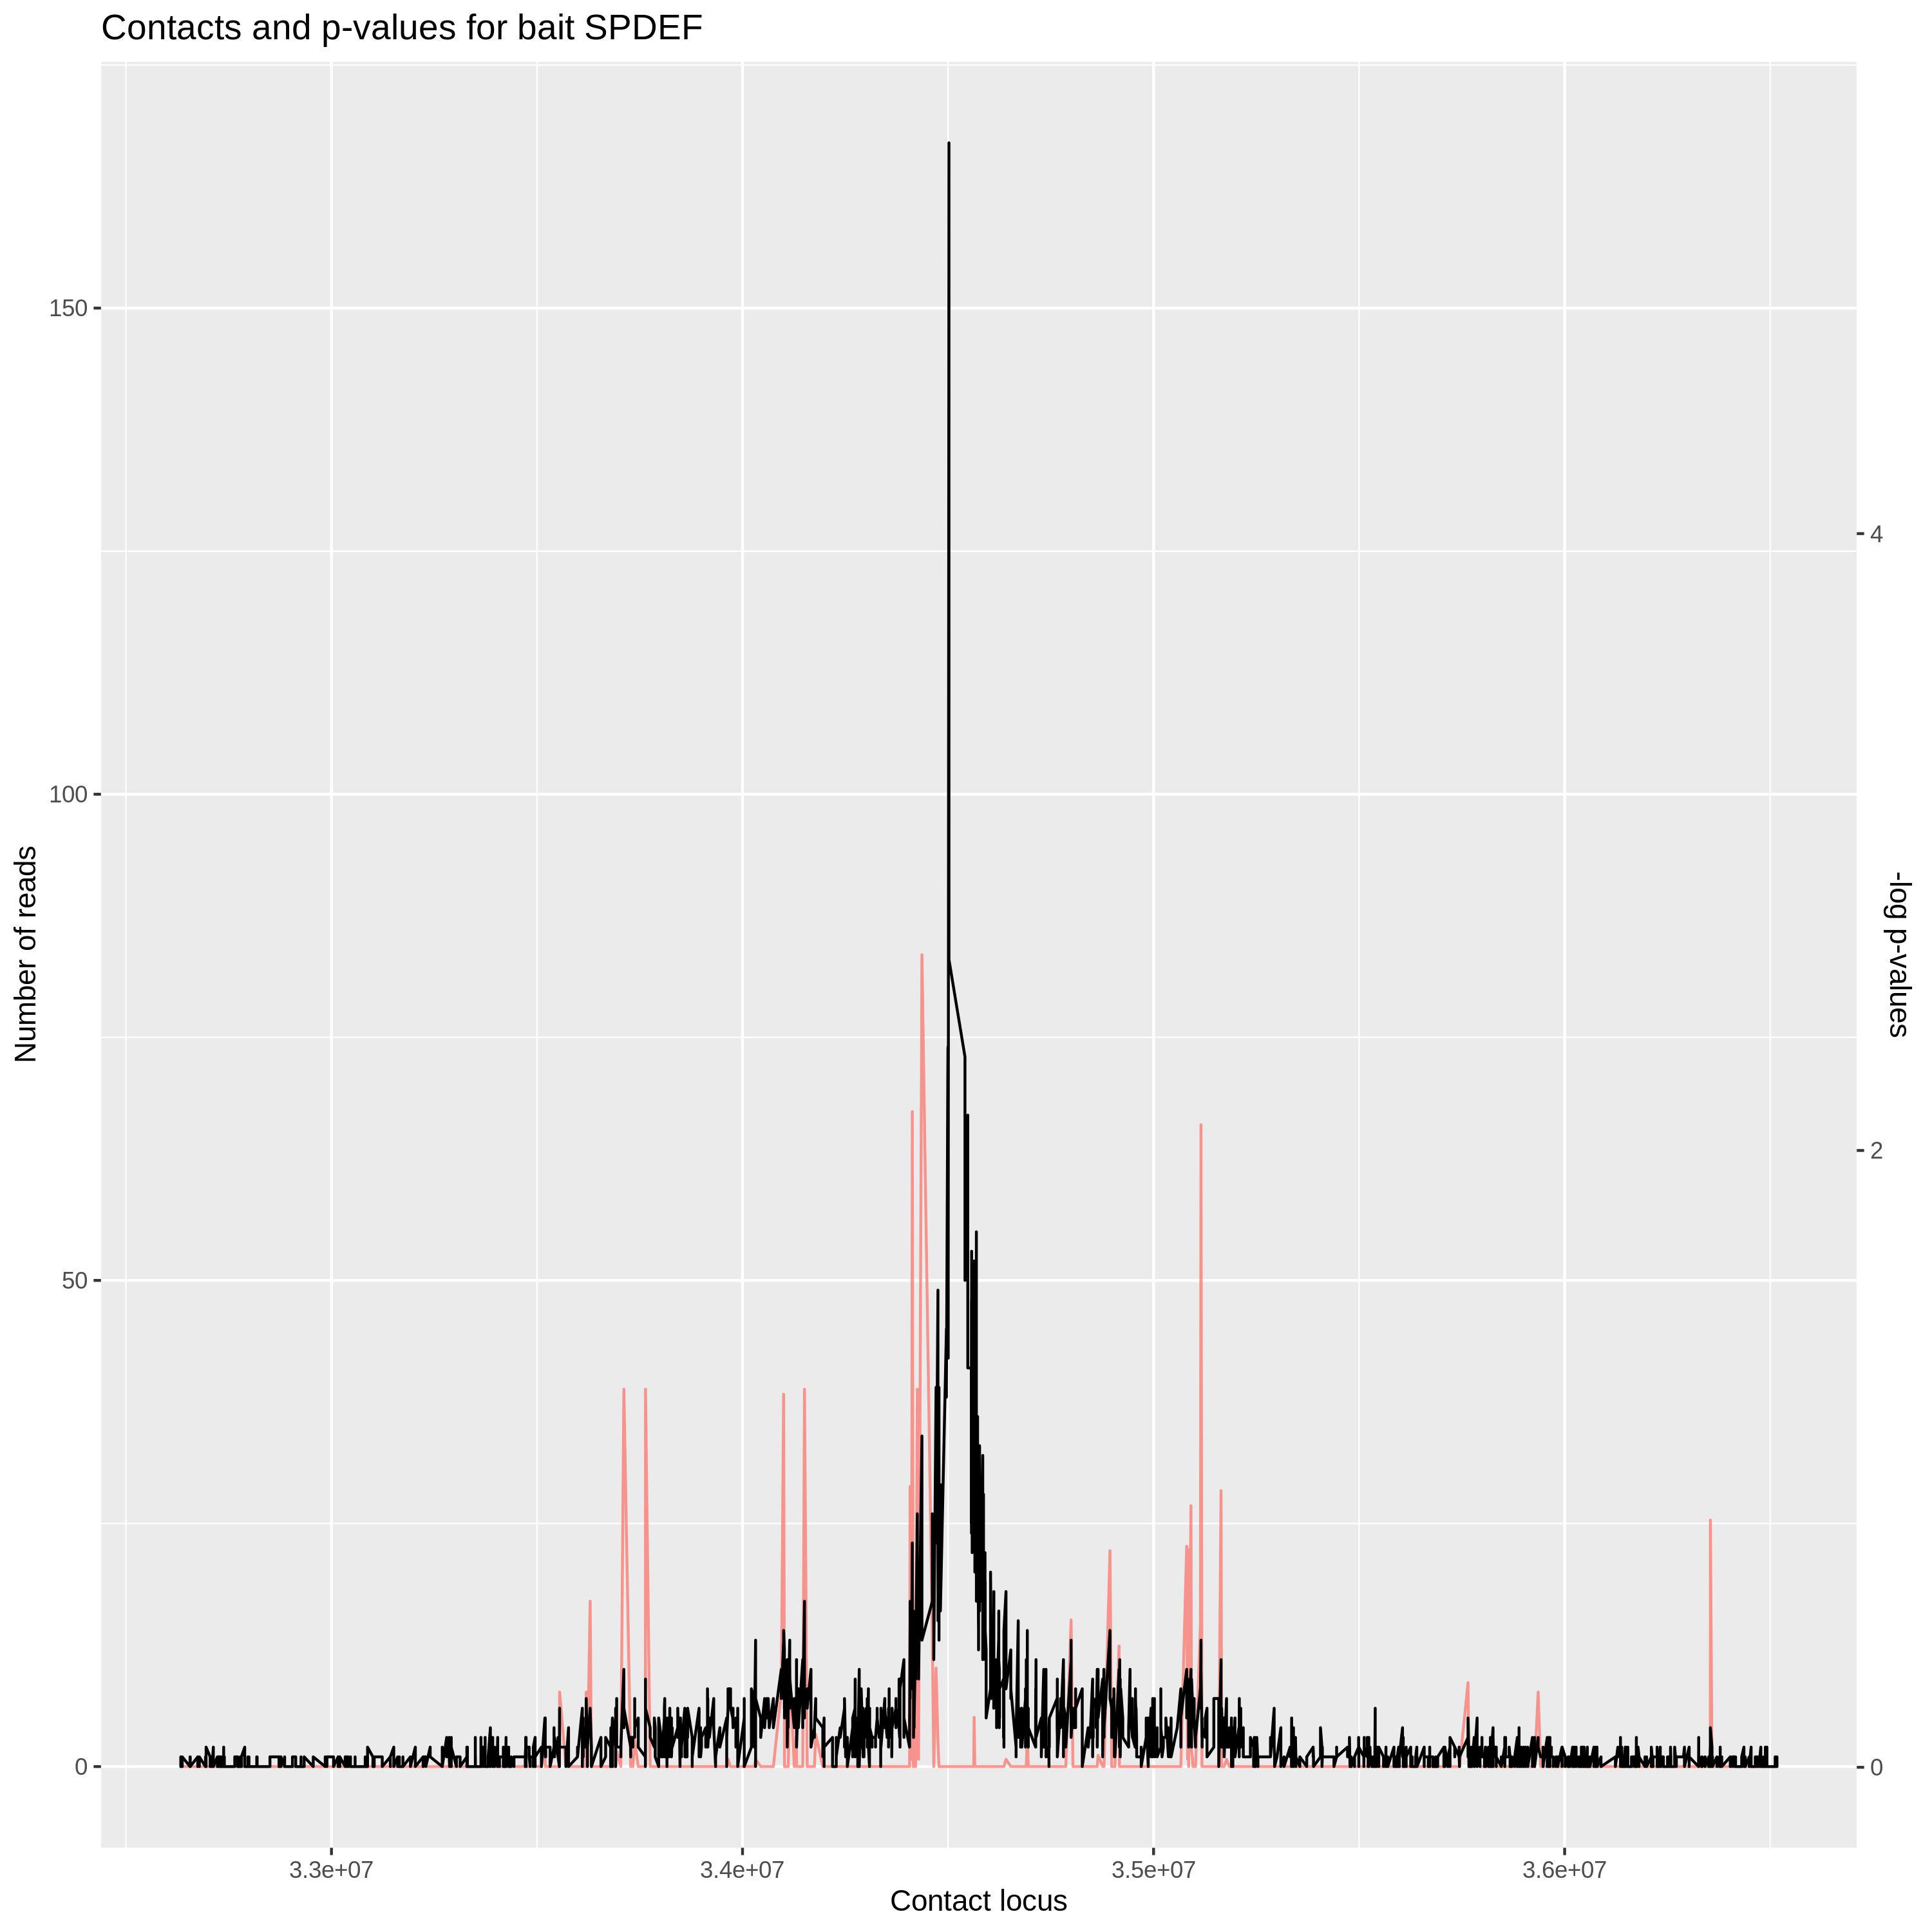 Contacts and p-values for bait SPDEF
Number of reads
150
100
50
0
4
2
0
-log p-values
3.3e+07
3.4e+07
3.5e+07
3.6e+07
Contact locus